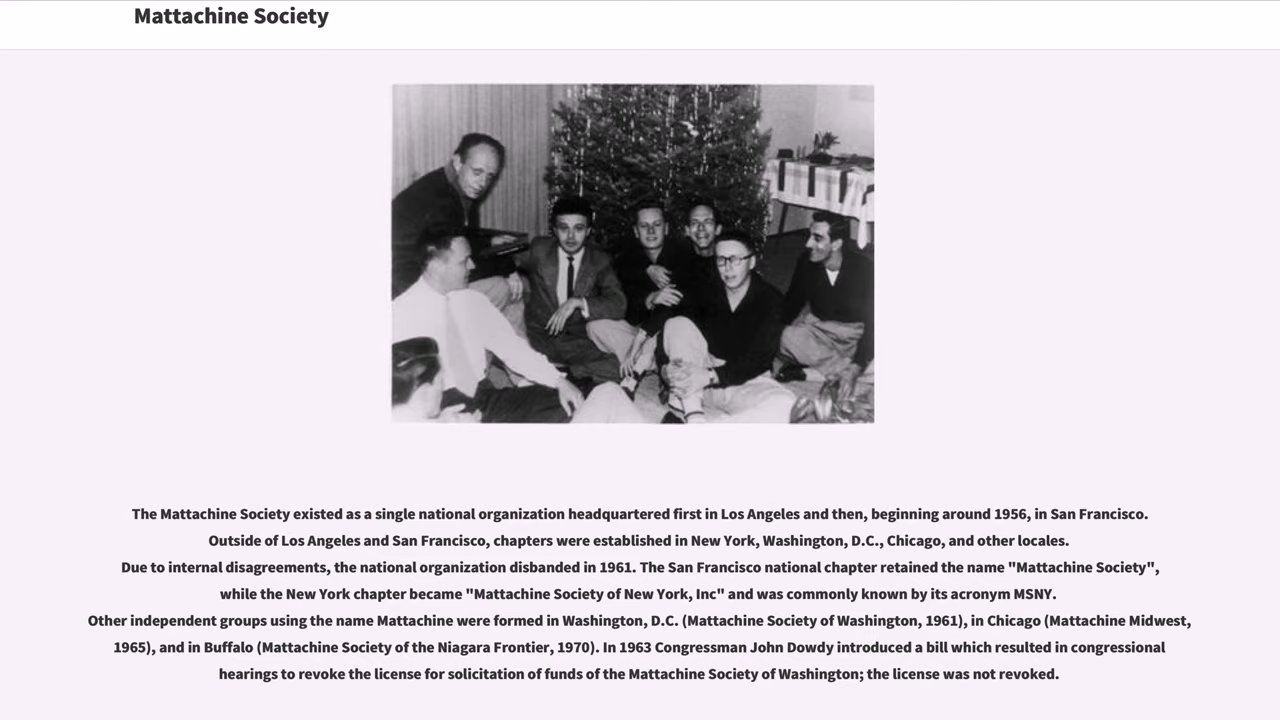 Mattachine Society
The Mattachine Society existed as a single national organization headquartered first in Los Angeles and then, beginning around 1956, in San Francisco.
Outside of Los Angeles and San Francisco, chapters were established in New York, Washington, D.C., Chicago, and other locales.
Due to internal disagreements, the national organization disbanded in 1961. The San Francisco national chapter retained the name "Mattachine Society",
while the New York chapter became "Mattachine Society of New York, Inc" and was commonly known by its acronym MSNY.
Other independent groups using the name Mattachine were formed in Washington, D.C. (Mattachine Society of Washington, 1961), in Chicago (Mattachine Midwest,
1965), and in Buffalo (Mattachine Society of the Niagara Frontier, 1970). In 1963 Congressman John Dowdy introduced a bill which resulted in congressional
hearings to revoke the license for solicitation of funds of the Mattachine Society of Washington; the license was not revoked.